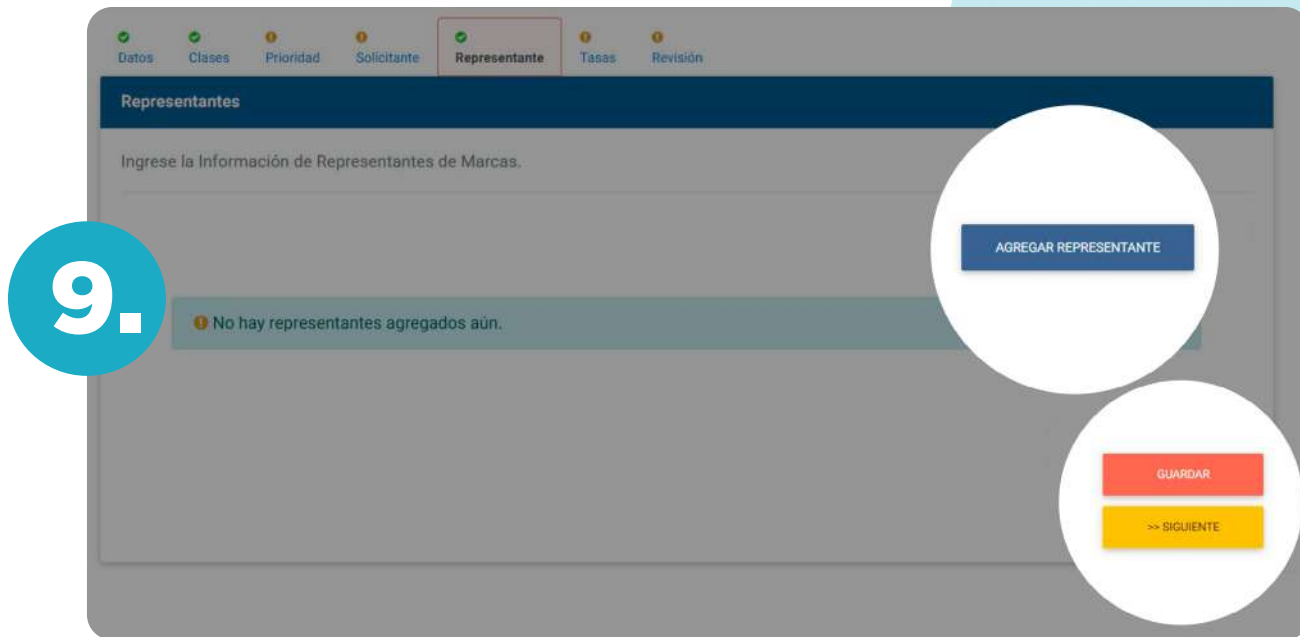 Datos Clases Prioridad Solicitante Representante Tasas Revisión
Representantes
Ingrese la Información de Representantes de Marcas.
AGREGAR REPRESENTANTE
9.
No hay representantes agregados aún.
GUARDAR
>> SIGUIENTE